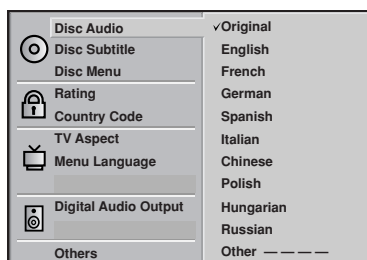 Disc Audio
Disc Subtitle
Disc Menu
Rating
Country Code
TV Aspect
Menu Language
Digital Audio Output
Others
✓Original
English
French
German
Spanish
Italian
Chinese
Polish
Hungarian
Russian
Other — — — —